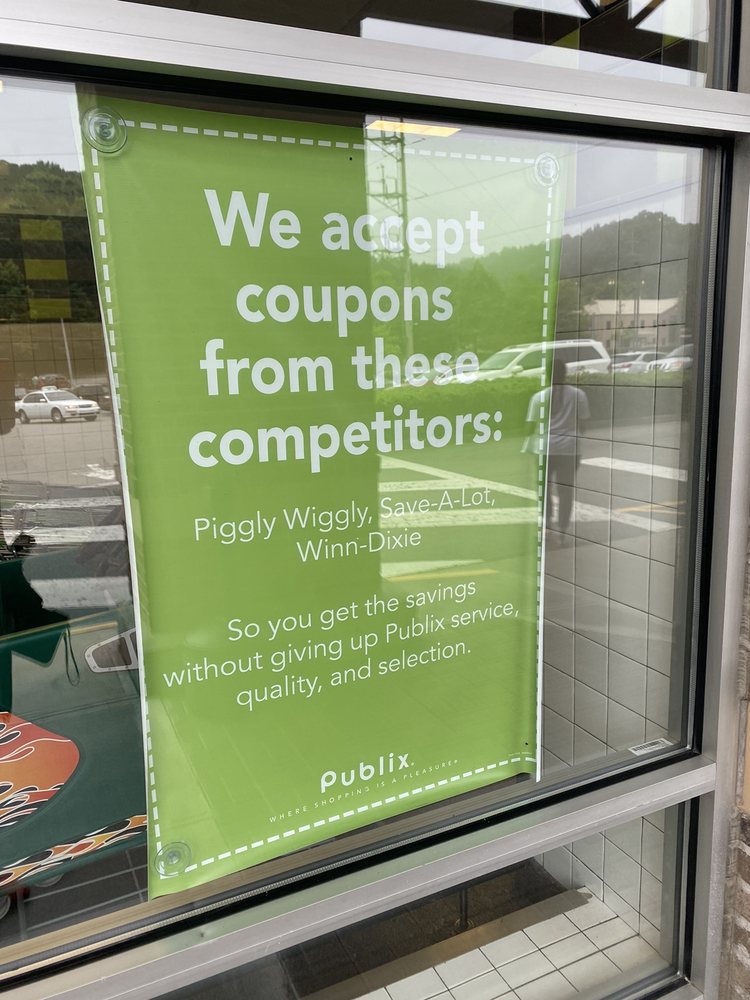 We accept
coupons
from these
competitors:
Piggly Wiggly, Save-A-Lot,
Winn-Dixie
So you get the savings
without giving up Publix service,
quality, and selection.
Publix®
WHERE SHOPPING IS A PLEASURE®